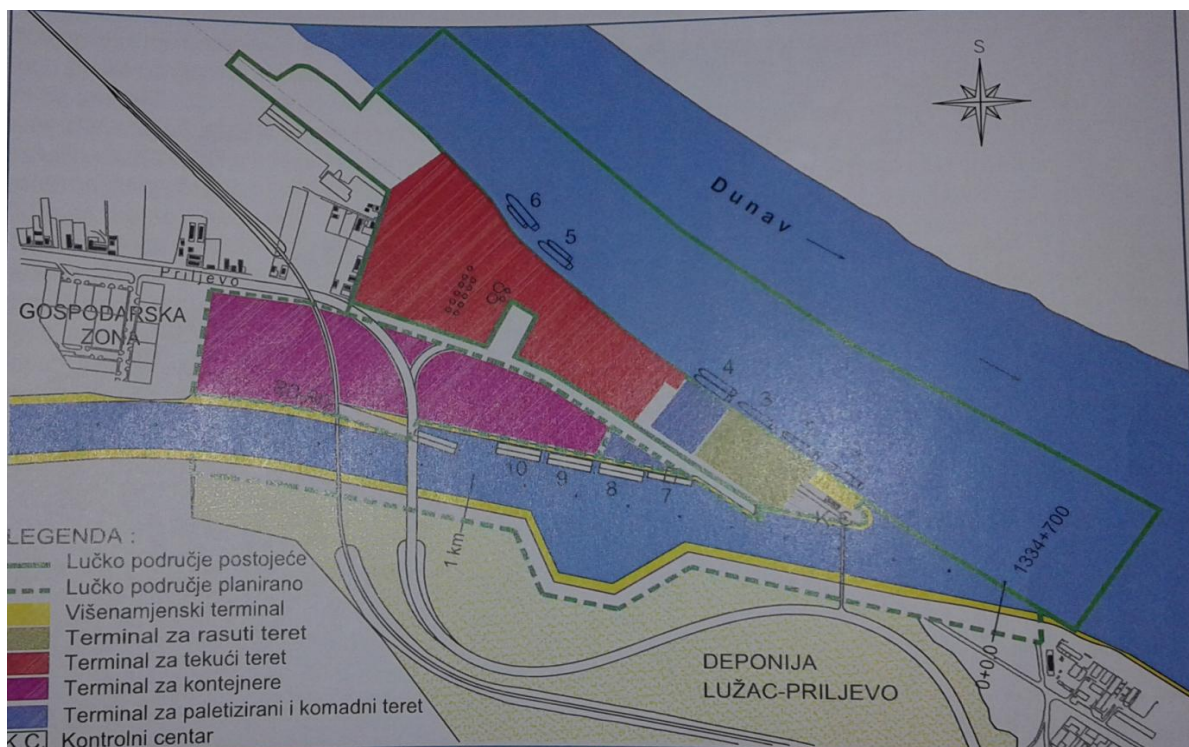 S
Dunav
6
5
Priljevo
GOSPODARSKA
ZONA
4
3
10
9
8
7
K.C.
1 km
1334+700
0+0,0
DEPONIJA
LUŽAC-PRILJEVO
LEGENDA :
Lučko područje postojeće
Lučko područje planirano
Višenamjenski terminal
Terminal za rasuti teret
Terminal za tekući teret
Terminal za kontejnere
Terminal za paletizirani i komadni teret
K.C. Kontrolni centar